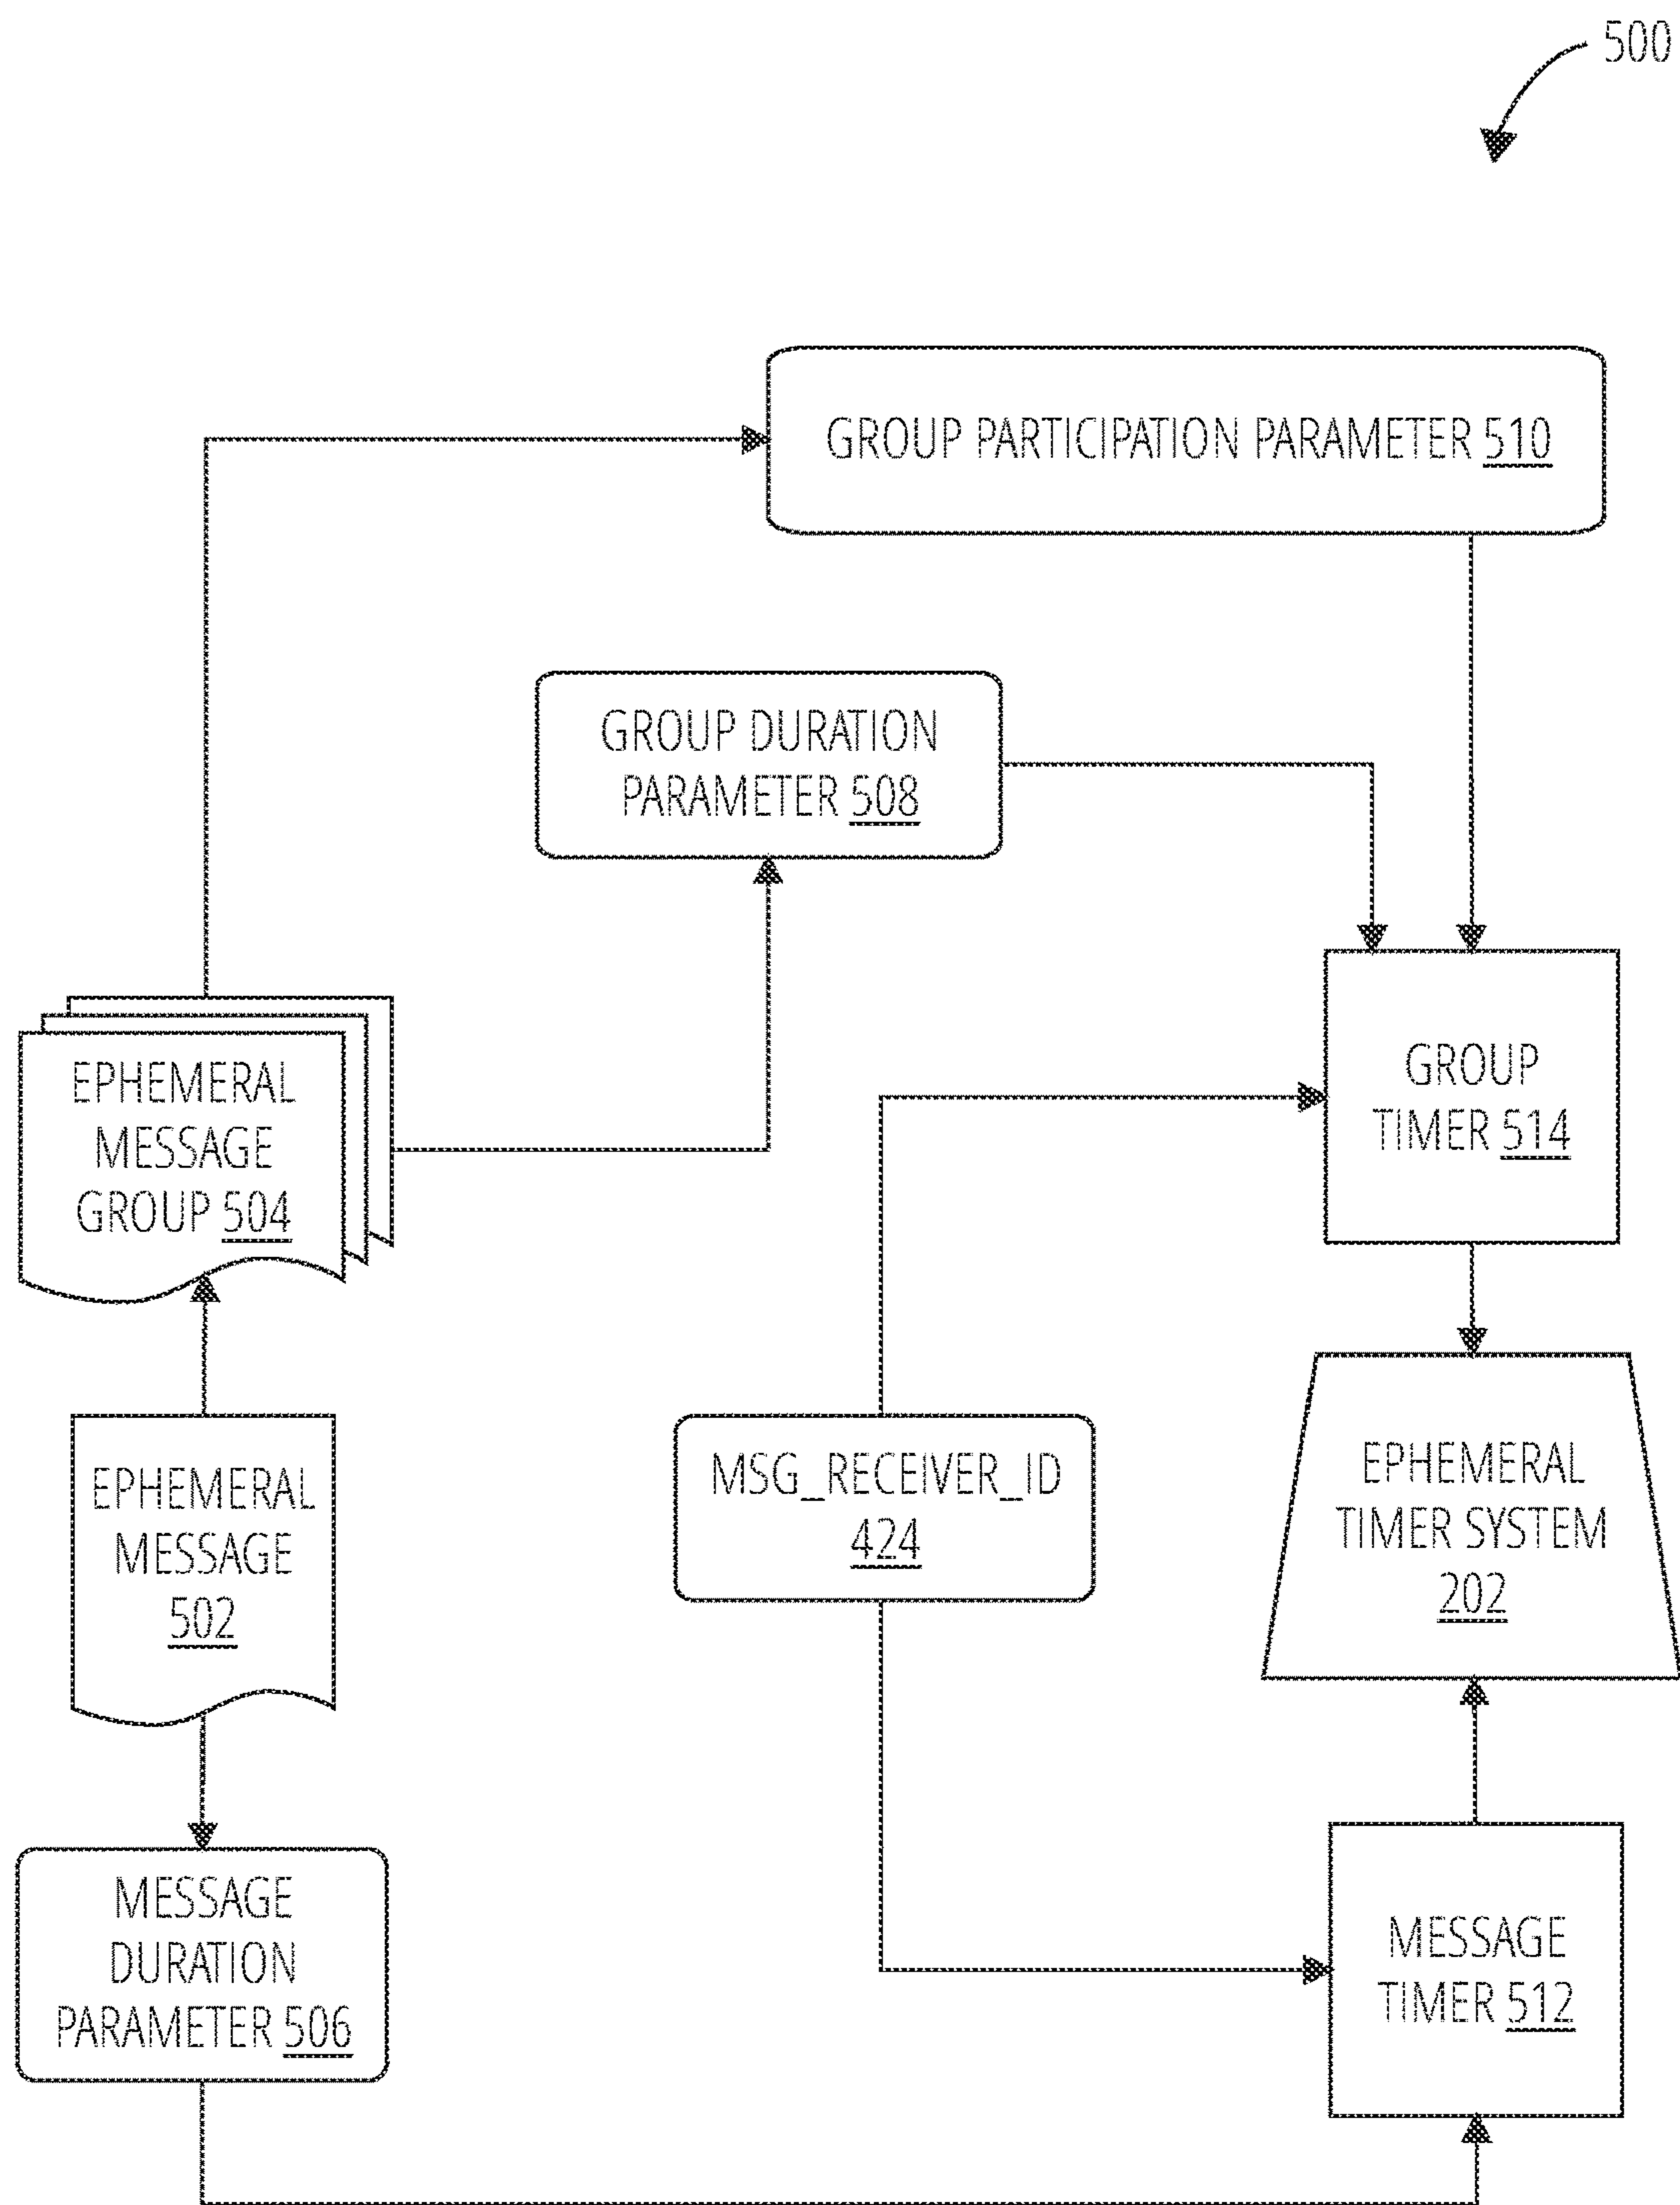 500
GROUP PARTICIPATION PARAMETER 510
GROUP DURATION
PARAMETER 508
EPHEMERAL
MESSAGE
GROUP 504
GROUP
TIMER 514
EPHEMERAL
MESSAGE
502
MSG_RECEIVER_ID
424
EPHEMERAL
TIMER SYSTEM
202
MESSAGE
DURATION
PARAMETER 506
MESSAGE
TIMER 512